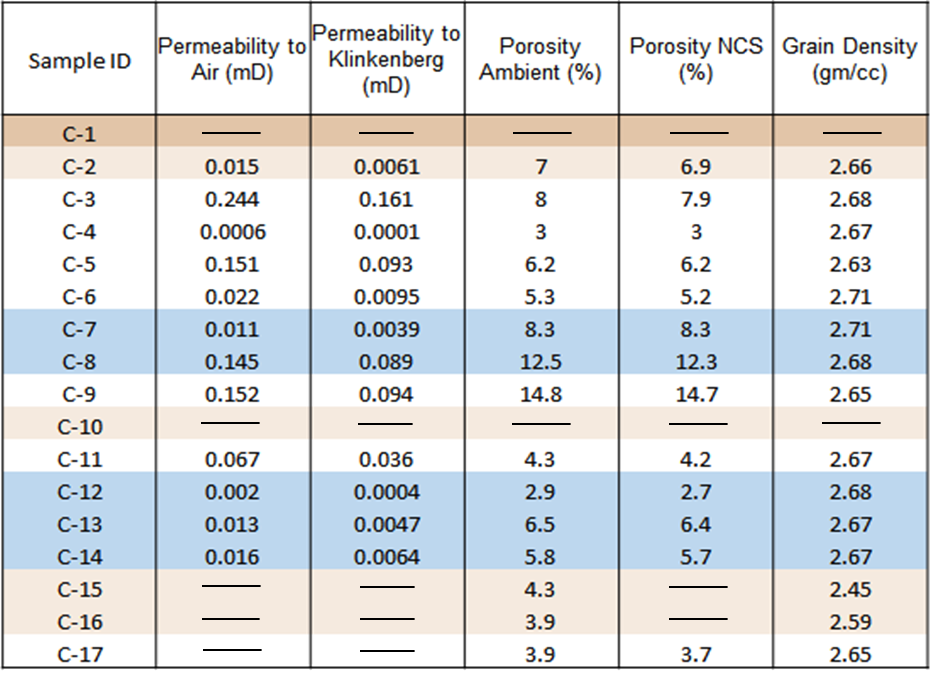 Sample ID Permeability to Air (mD) Permeability to Klinkenberg (mD) Porosity Ambient (%) Porosity NCS (%) Grain Density (gm/cc)
C-1 —— —— —— —— ——
C-2 0.015 0.0061 7 6.9 2.66
C-3 0.244 0.161 8 7.9 2.68
C-4 0.0006 0.0001 3 3 2.67
C-5 0.151 0.093 6.2 6.2 2.63
C-6 0.022 0.0095 5.3 5.2 2.71
C-7 0.011 0.0039 8.3 8.3 2.71
C-8 0.145 0.089 12.5 12.3 2.68
C-9 0.152 0.094 14.8 14.7 2.65
C-10 —— —— —— —— ——
C-11 0.067 0.036 4.3 4.2 2.67
C-12 0.002 0.0004 2.9 2.7 2.68
C-13 0.013 0.0047 6.5 6.4 2.67
C-14 0.016 0.0064 5.8 5.7 2.67
C-15 —— —— 4.3 —— 2.45
C-16 —— —— 3.9 —— 2.59
C-17 —— —— 3.9 3.7 2.65